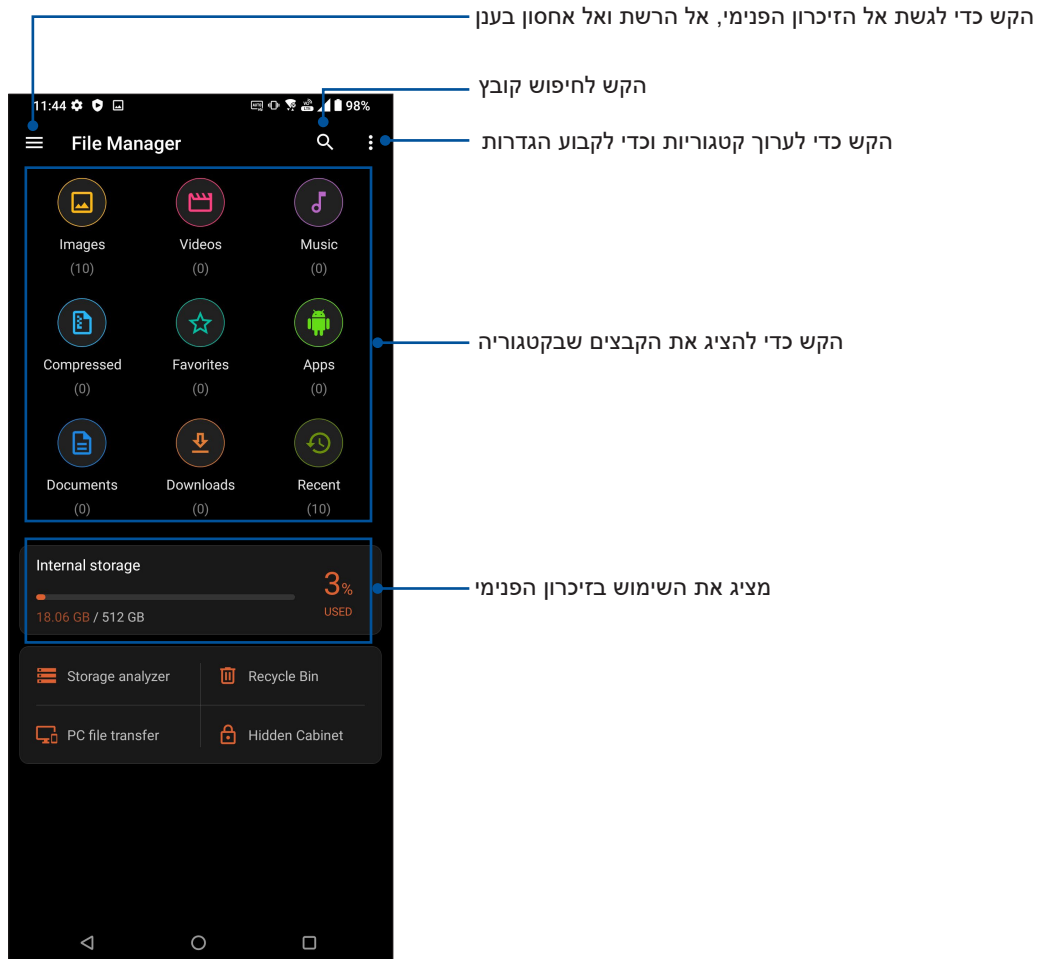 הקש כדי לגשת אל הזיכרון הפנימי, אל הרשת ואל אחסון בענן
הקש לחיפוש קובץ
הקש כדי לערוך קטגוריות וכדי לקבוע הגדרות
הקש כדי להציג את הקבצים שבקטגוריה
מציג את השימוש בזיכרון הפנימי
11:44 98%
File Manager
Images Videos Music
(10) (0) (0)
Compressed Favorites Apps
(0) (0) (0)
Documents Downloads Recent
(0) (0) (10)
Internal storage
3%
18.06 GB / 512 GB USED
Storage analyzer Recycle Bin
PC file transfer Hidden Cabinet